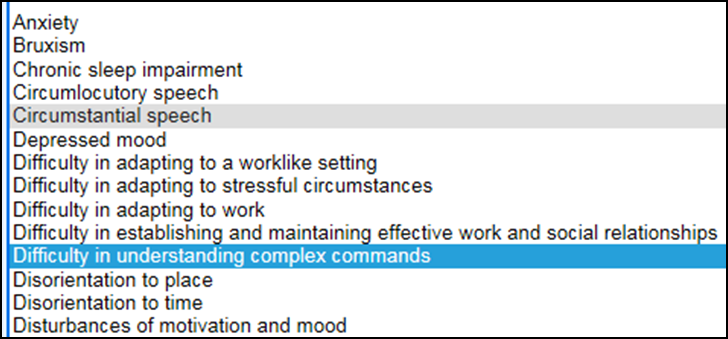 Anxiety
Bruxism
Chronic sleep impairment
Circumlocutory speech
Circumstantial speech
Depressed mood
Difficulty in adapting to a worklike setting
Difficulty in adapting to stressful circumstances
Difficulty in adapting to work
Difficulty in establishing and maintaining effective work and social relationships
Difficulty in understanding complex commands
Disorientation to place
Disorientation to time
Disturbances of motivation and mood